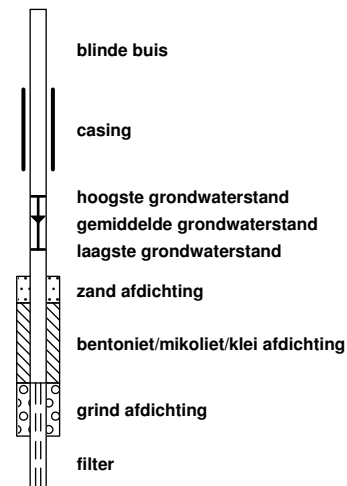 blinde buis
casing
hoogste grondwaterstand
gemiddelde grondwaterstand
laagste grondwaterstand
zand afdichting
bentoniet/mikoliet/klei afdichting
grind afdichting
filter